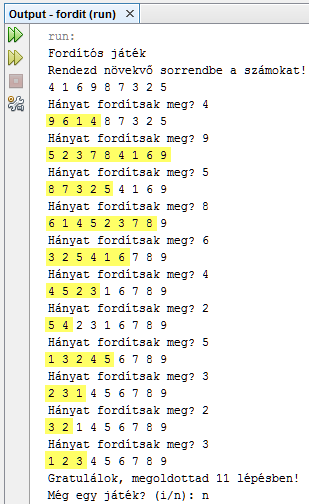 Output - fordit (run) ×
run:
Fordítós játék
Rendezd növekvő sorrendbe a számokat!
4 1 6 9 8 7 3 2 5
Hányat fordítsak meg? 4
9 6 1 4 8 7 3 2 5
Hányat fordítsak meg? 9
5 2 3 7 8 4 1 6 9
Hányat fordítsak meg? 5
8 7 3 2 5 4 1 6 9
Hányat fordítsak meg? 8
6 1 4 5 2 3 7 8 9
Hányat fordítsak meg? 6
3 2 5 4 1 6 7 8 9
Hányat fordítsak meg? 4
4 5 2 3 1 6 7 8 9
Hányat fordítsak meg? 2
5 4 2 3 1 6 7 8 9
Hányat fordítsak meg? 5
1 3 2 4 5 6 7 8 9
Hányat fordítsak meg? 3
2 3 1 4 5 6 7 8 9
Hányat fordítsak meg? 2
3 2 1 4 5 6 7 8 9
Hányat fordítsak meg? 3
1 2 3 4 5 6 7 8 9
Gratulálok, megoldottad 11 lépésben!
Még egy játék? (i/n): n